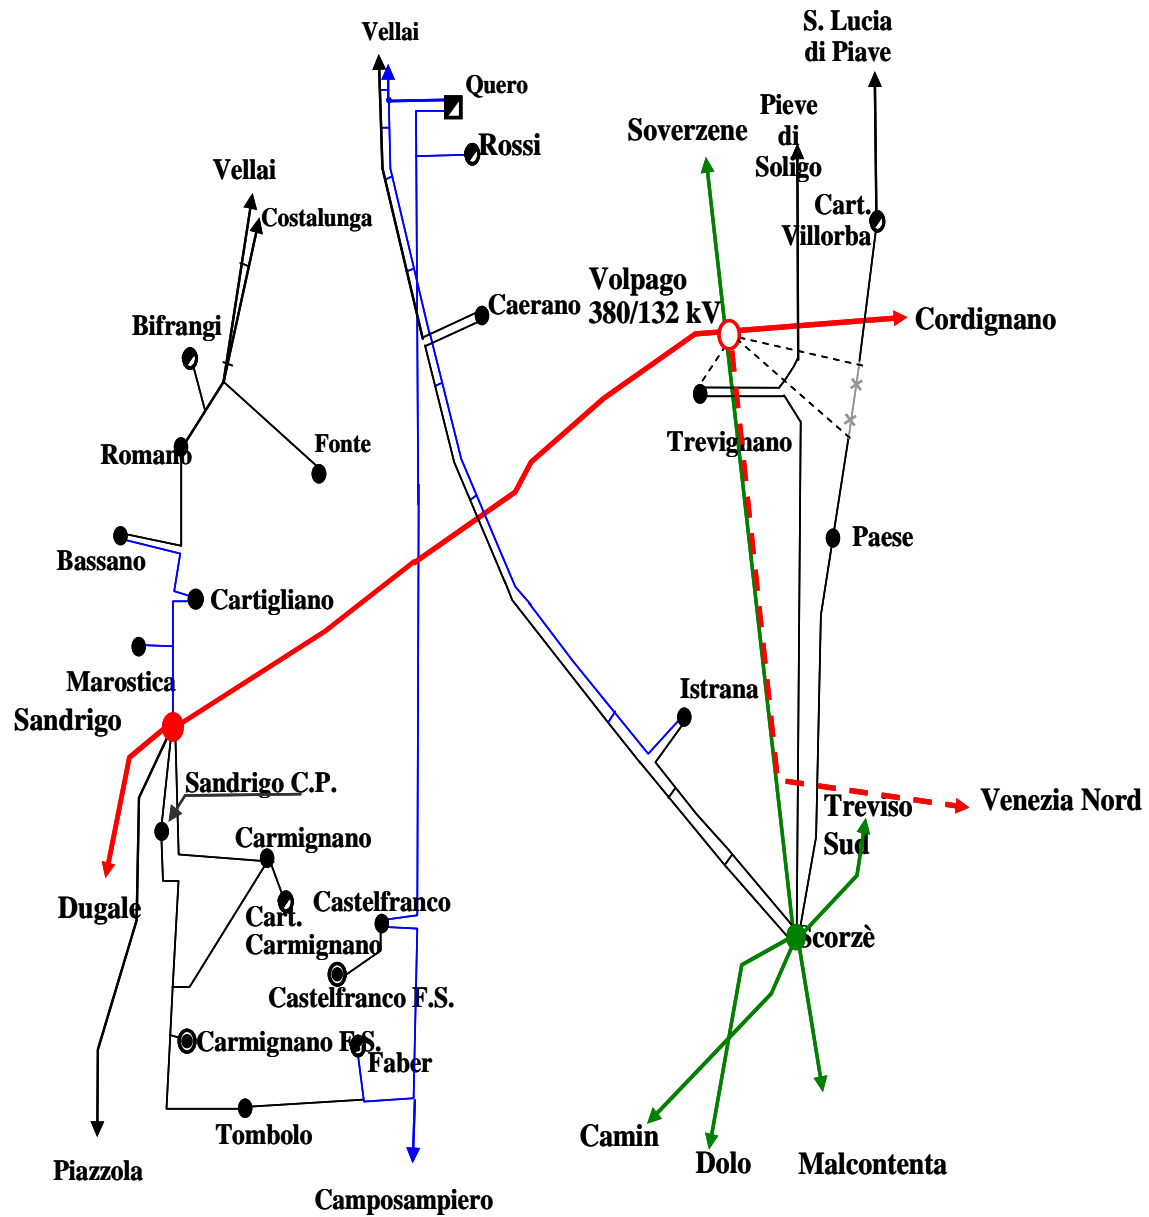 Vellai
S. Lucia
di Piave
Quero
Pieve
di
Soligo
Soverzene
Rossi
Vellai
Costalunga
Cart.
Villorba
Volpago
380/132 kV
Caerano
Cordignano
Bifrangi
Trevignano
Fonte
Romano
Bassano
Paese
Cartigliano
Marostica
Istrana
Sandrigo
Sandrigo C.P.
Venezia Nord
Treviso
Sud
Carmignano
Dugale
Castelfranco
Cart.
Carmignano
Scorzè
Castelfranco F.S.
Carmignano F.S.
Faber
Tombolo
Camin
Dolo
Malcontenta
Piazzola
Camposampiero